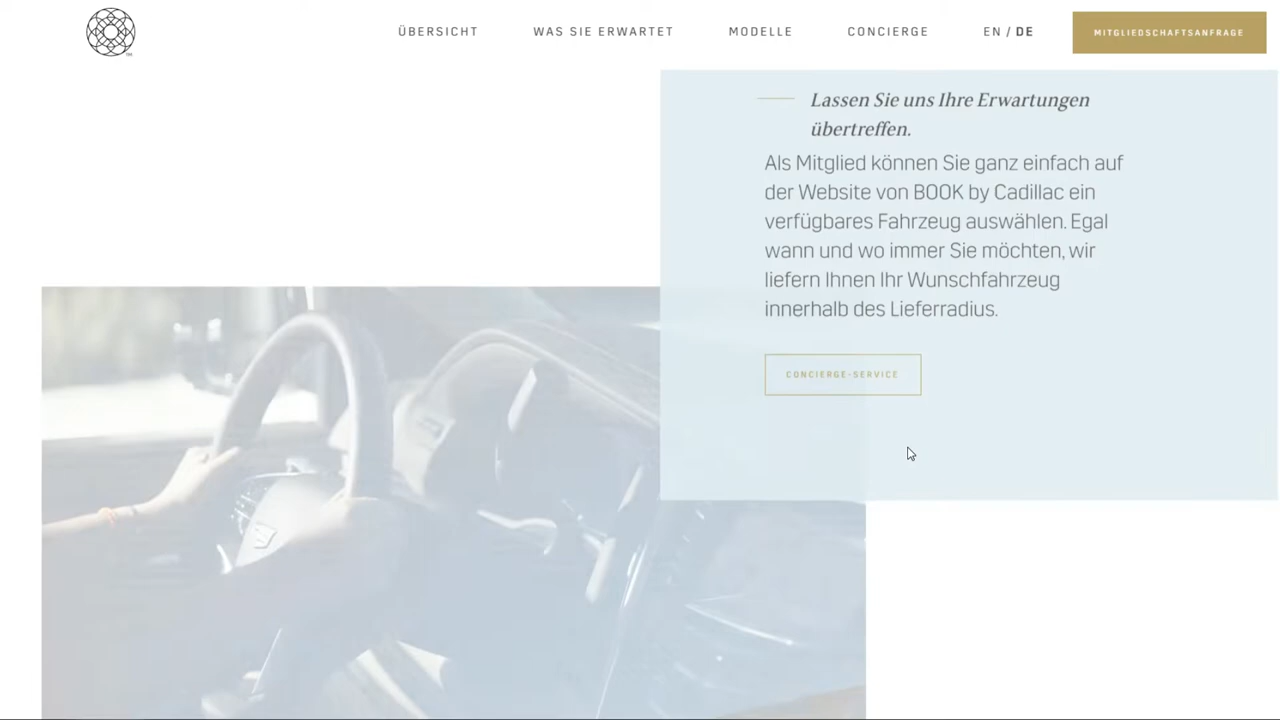 ÜBERSICHT WAS SIE ERWARTET MODELLE CONCIERGE EN / DE MITGLIEDSCHAFTSANFRAGE
Lassen Sie uns Ihre Erwartungen
übertreffen.
Als Mitglied können Sie ganz einfach auf
der Website von BOOK by Cadillac ein
verfügbares Fahrzeug auswählen. Egal
wann und wo immer Sie möchten, wir
liefern Ihnen Ihr Wunschfahrzeug
innerhalb des Lieferradius.
CONCIERGE-SERVICE